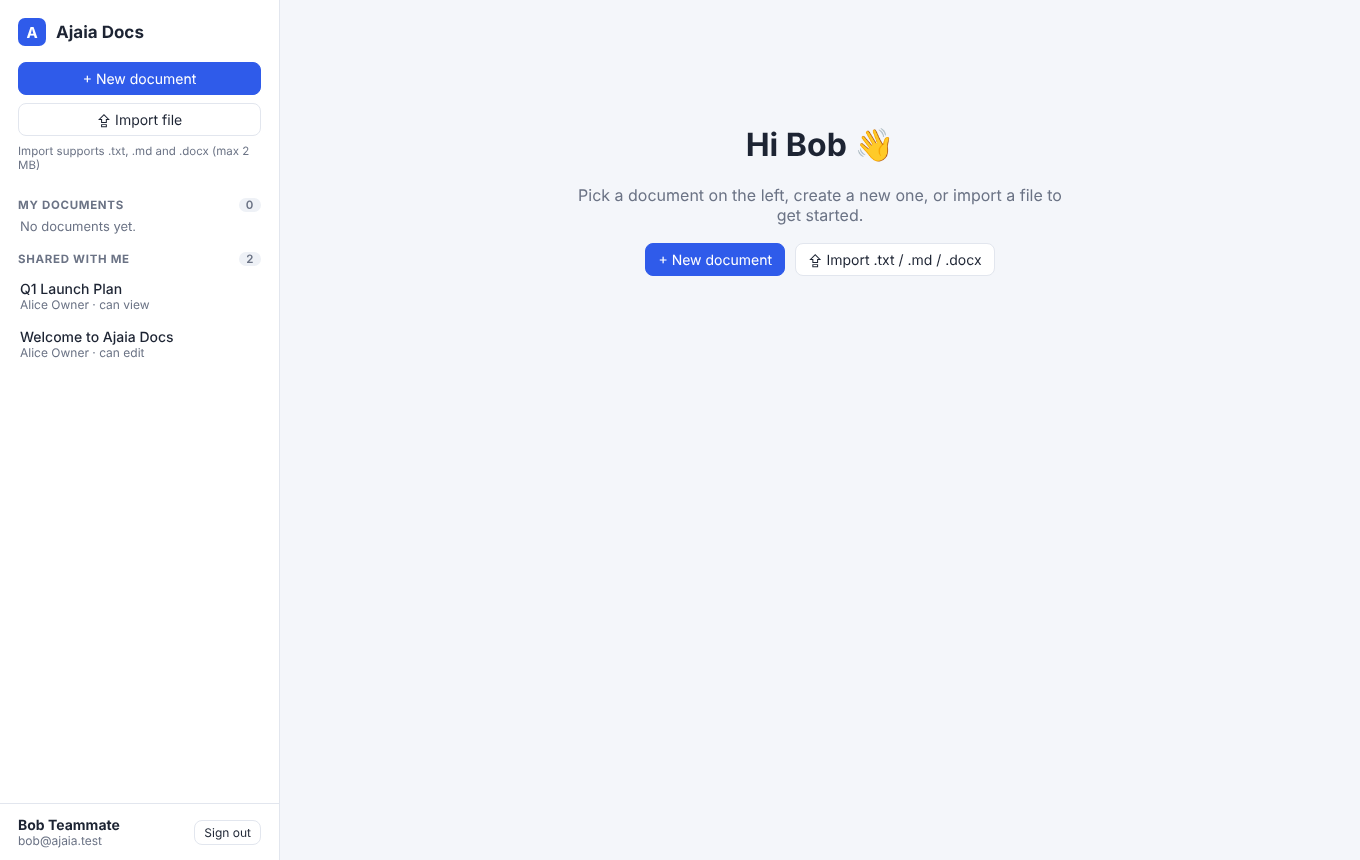 A Ajaia Docs
+ New document
⇪ Import file
Import supports .txt, .md and .docx (max 2
MB)
MY DOCUMENTS 0
No documents yet.
SHARED WITH ME 2
Q1 Launch Plan
Alice Owner · can view
Welcome to Ajaia Docs
Alice Owner · can edit
Bob Teammate
bob@ajaia.test
Sign out
Hi Bob 👋
Pick a document on the left, create a new one, or import a file to
get started.
+ New document
⇪ Import .txt / .md / .docx